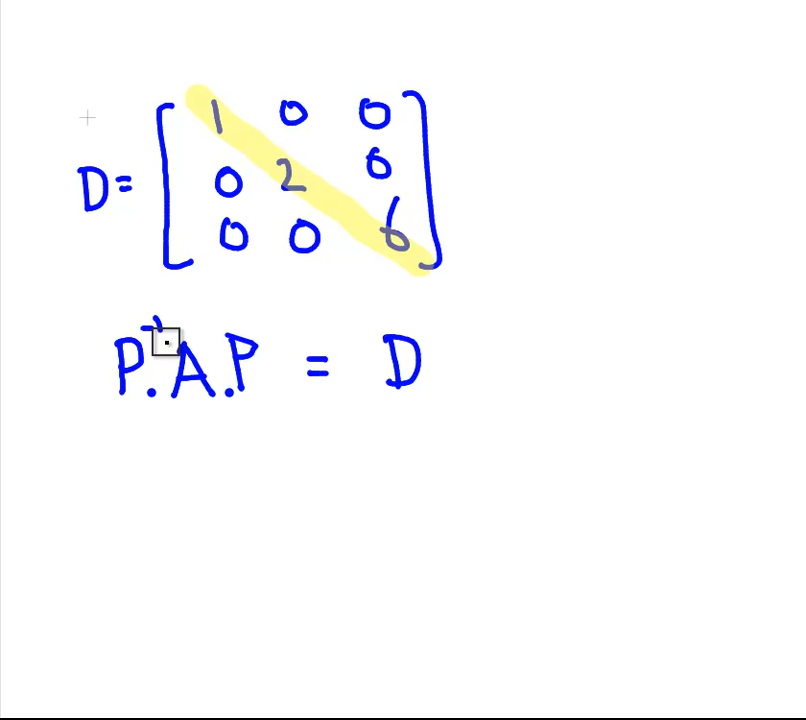 D = [ 1 0 0
0 2 0
0 0 6 ]
P⁻¹.A.P = D